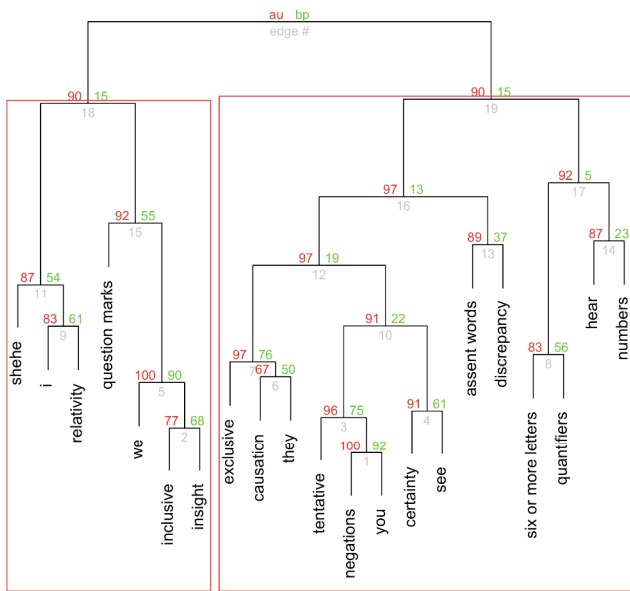 au bp
edge #
90 15
18
90 15
19
92 5
17
97 13
16
92 55
15
87 23
14
89 37
13
97 19
12
87 54
11
91 22
10
83 61
9
83 56
8
97 76
7
67 50
6
100 90
5
91 61
4
96 75
3
77 68
2
100 92
1
shehe
i
relativity
question marks
we
inclusive
insight
exclusive
causation
they
tentative
negations
you
certainty
see
assent words
discrepancy
six or more letters
quantifiers
hear
numbers